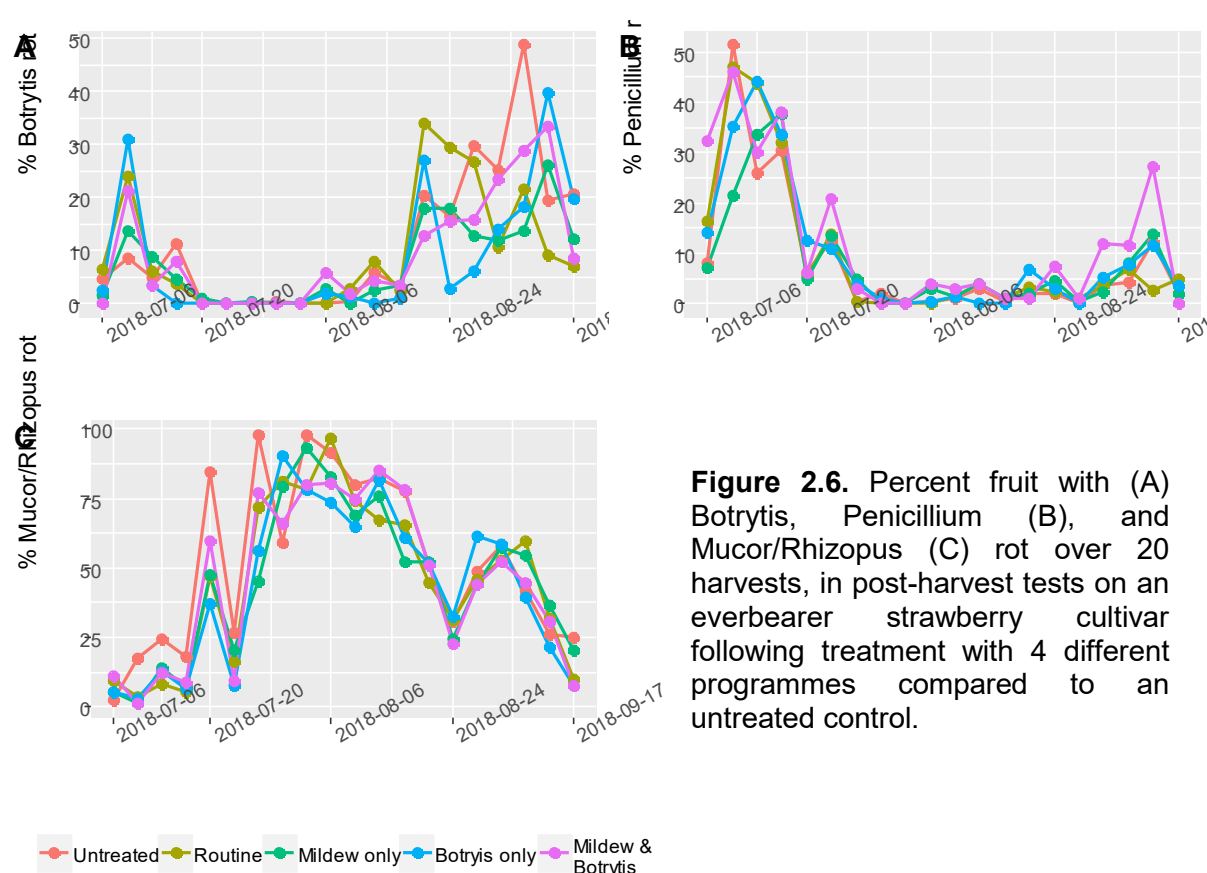 A
% Botrytis rot
50
40
30
20
10
0
2018-07-06
2018-07-20
2018-08-06
2018-08-24
B
% Penicillium r
50
40
30
20
10
0
2018-07-06
2018-07-20
2018-08-06
2018-08-24
C
% Mucor/Rhizopus rot
100
75
50
25
0
2018-07-06
2018-07-20
2018-08-06
2018-08-24
2018-09-17
Figure 2.6. Percent fruit with (A)
Botrytis, Penicillium (B), and
Mucor/Rhizopus (C) rot over 20
harvests, in post-harvest tests on an
everbearer strawberry cultivar
following treatment with 4 different
programmes compared to an
untreated control.
Untreated
Routine
Mildew only
Botryis only
Mildew &
Botrytis